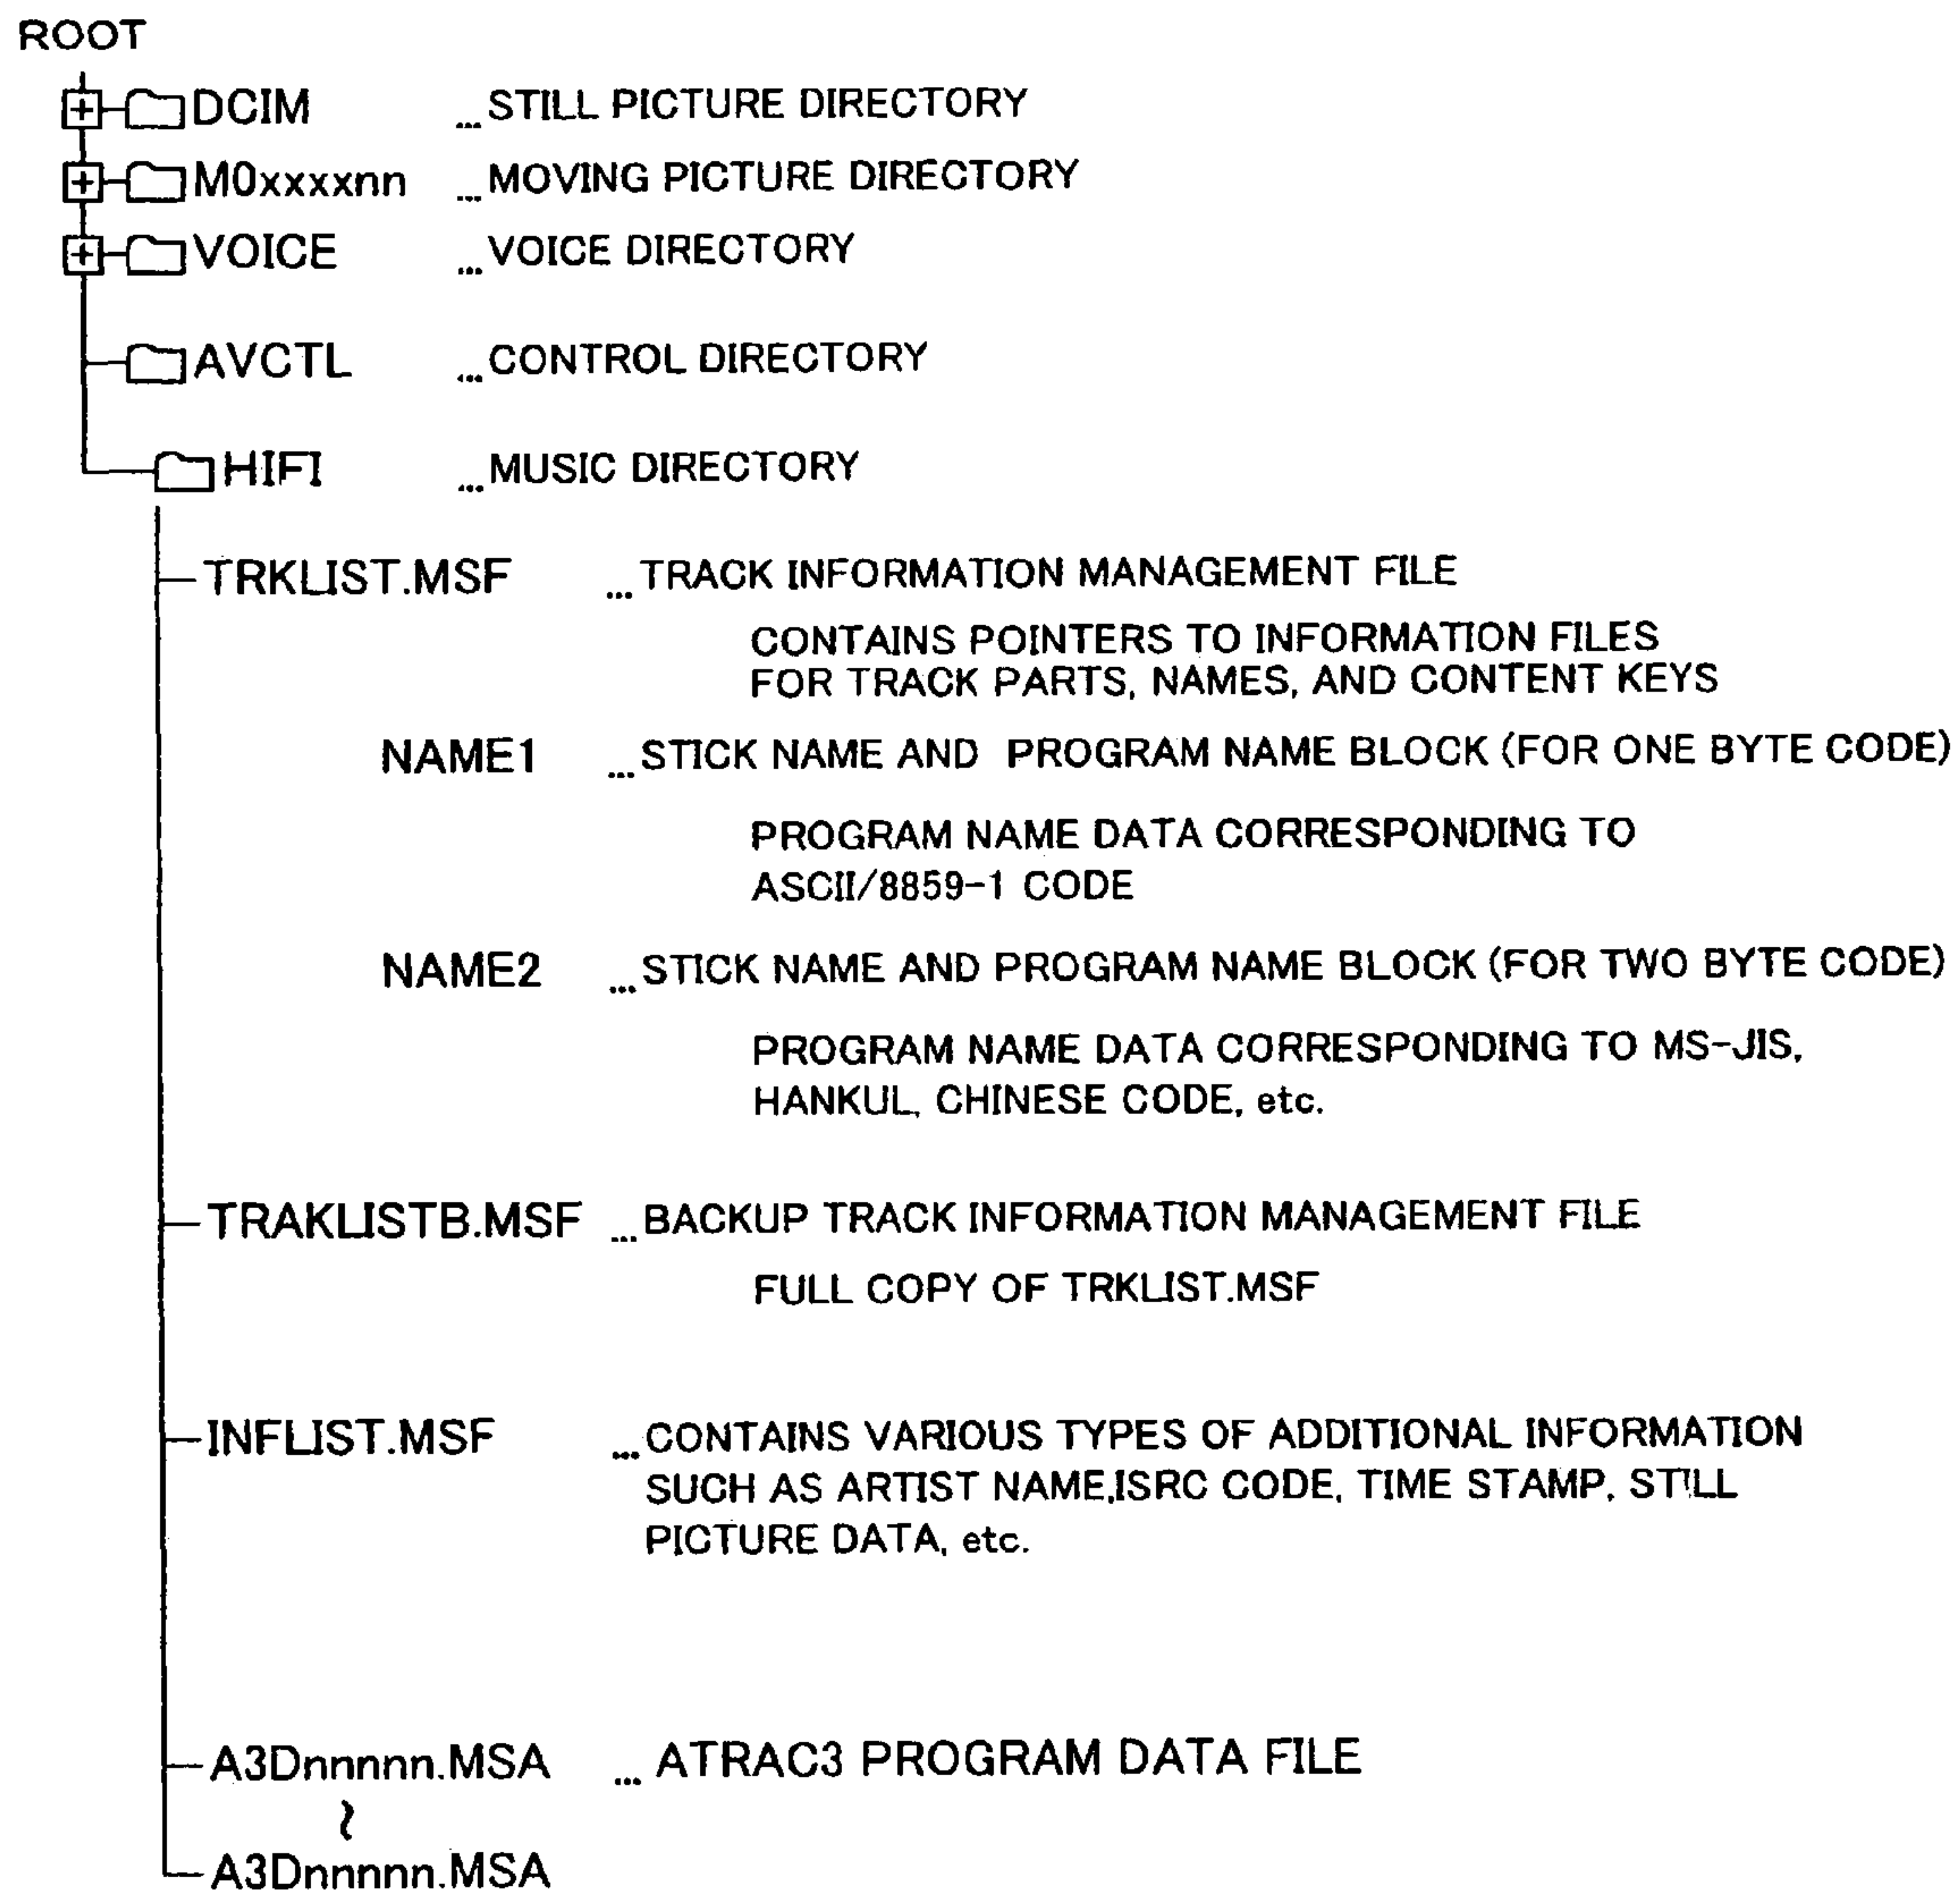 ROOT
DCIM ...STILL PICTURE DIRECTORY
M0xxxxnn ...MOVING PICTURE DIRECTORY
VOICE ...VOICE DIRECTORY
AVCTL ...CONTROL DIRECTORY
HIFI ...MUSIC DIRECTORY
TRKLIST.MSF ...TRACK INFORMATION MANAGEMENT FILE
CONTAINS POINTERS TO INFORMATION FILES
FOR TRACK PARTS, NAMES, AND CONTENT KEYS
NAME1 ...STICK NAME AND PROGRAM NAME BLOCK (FOR ONE BYTE CODE)
PROGRAM NAME DATA CORRESPONDING TO
ASCII/8859-1 CODE
NAME2 ...STICK NAME AND PROGRAM NAME BLOCK (FOR TWO BYTE CODE)
PROGRAM NAME DATA CORRESPONDING TO MS-JIS,
HANKUL, CHINESE CODE, etc.
TRAKLISTB.MSF ...BACKUP TRACK INFORMATION MANAGEMENT FILE
FULL COPY OF TRKLIST.MSF
INFLIST.MSF ...CONTAINS VARIOUS TYPES OF ADDITIONAL INFORMATION
SUCH AS ARTIST NAME,ISRC CODE, TIME STAMP, STILL
PICTURE DATA, etc.
A3Dnnnnn.MSA ... ATRAC3 PROGRAM DATA FILE
~
A3Dnnnnn.MSA